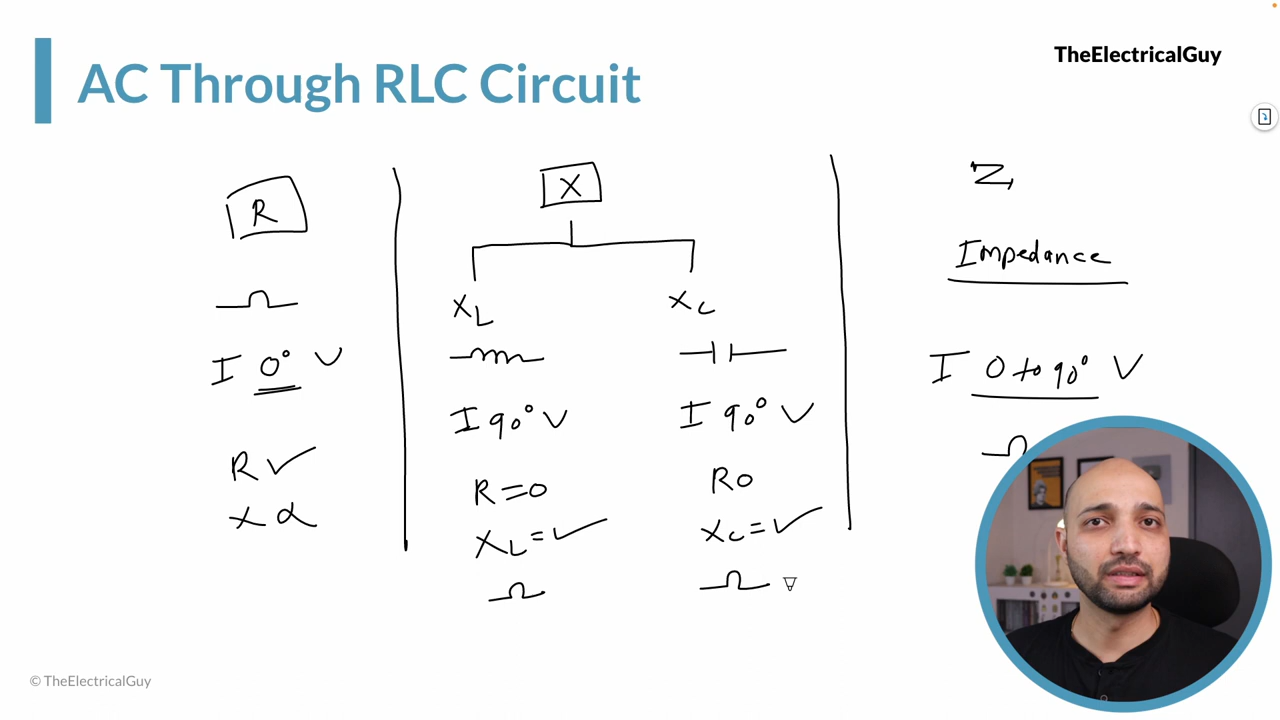 TheElectricalGuy
AC Through RLC Circuit
R
Ω
I 0° V
R ✓
X α
X
XL
XC
I 90° V
I 90° V
R=0
R0
XL=✓
XC=✓
Ω
Ω
Z
Impedance
I 0 to 90° V
Ω
© TheElectricalGuy